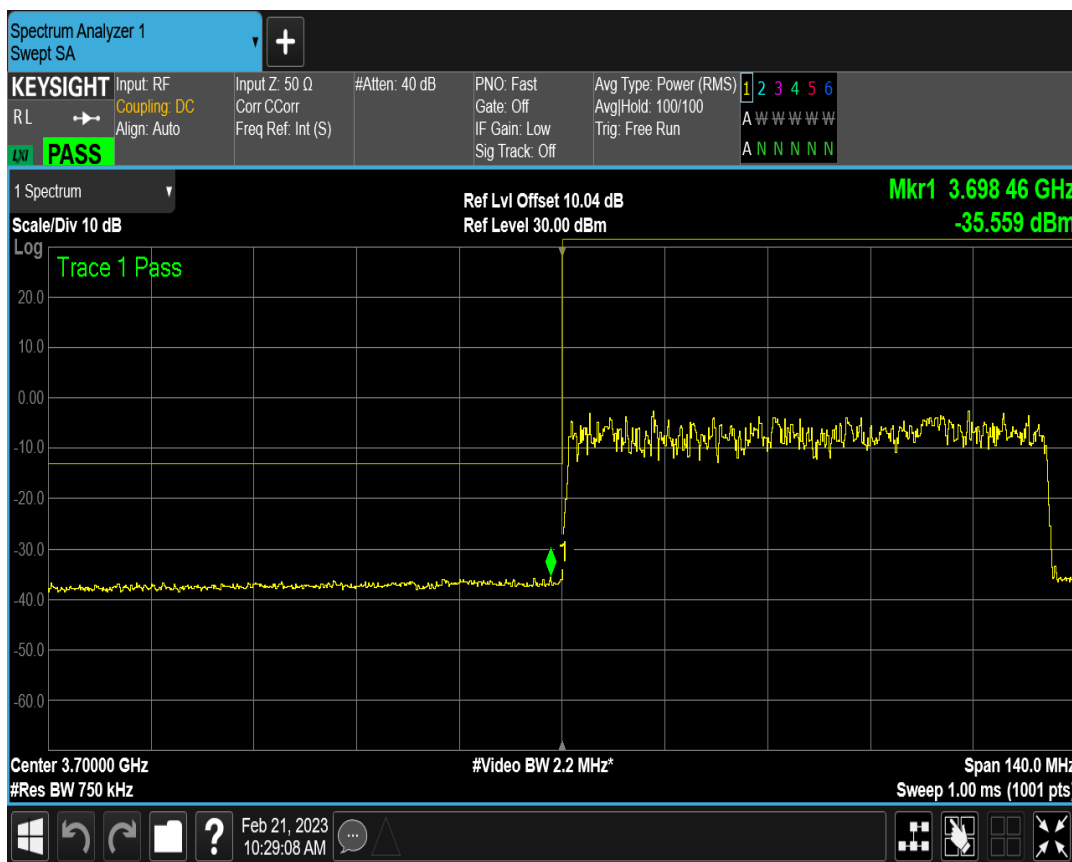 Spectrum Analyzer 1
Swept SA
KEYSIGHT
RL
LXI PASS
Input: RF
Coupling: DC
Align: Auto
Input Z: 50 Ω
Corr CCorr
Freq Ref: Int (S)
#Atten: 40 dB
PNO: Fast
Gate: Off
IF Gain: Low
Sig Track: Off
Avg Type: Power (RMS)
Avg|Hold: 100/100
Trig: Free Run
1 2 3 4 5 6
A W W W W W
A N N N N N
1 Spectrum
Scale/Div 10 dB
Ref Lvl Offset 10.04 dB
Ref Level 30.00 dBm
Mkr1 3.698 46 GHz
-35.559 dBm
Log
Trace 1 Pass
20.0
10.0
0.00
-10.0
-20.0
-30.0
-40.0
-50.0
-60.0
1
Center 3.70000 GHz
#Res BW 750 kHz
#Video BW 2.2 MHz*
Span 140.0 MHz
Sweep 1.00 ms (1001 pts)
?
Feb 21, 2023
10:29:08 AM